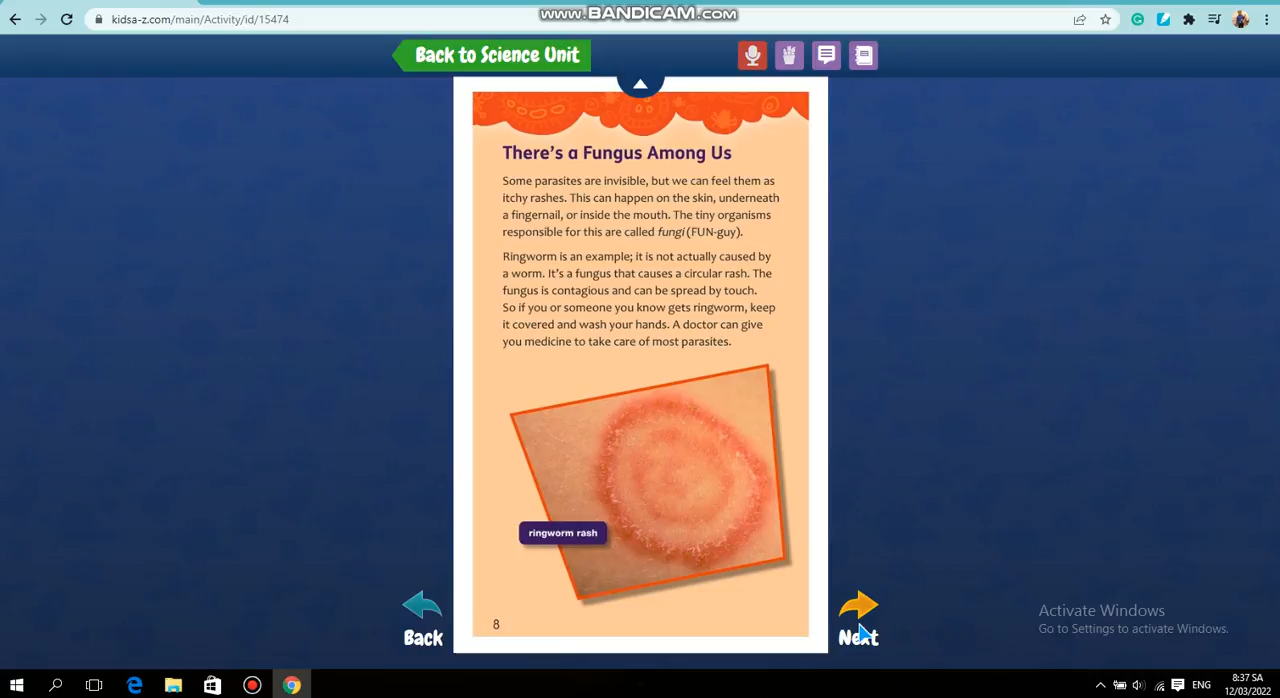 www.BANDICAM.com
kidsa-z.com/main/Activity/id/15474
Back to Science Unit
There's a Fungus Among Us
Some parasites are invisible, but we can feel them as
itchy rashes. This can happen on the skin, underneath
a fingernail, or inside the mouth. The tiny organisms
responsible for this are called fungi (FUN-guy).
Ringworm is an example; it is not actually caused by
a worm. It's a fungus that causes a circular rash. The
fungus is contagious and can be spread by touch.
So if you or someone you know gets ringworm, keep
it covered and wash your hands. A doctor can give
you medicine to take care of most parasites.
ringworm rash
8
Back
Next
Activate Windows
Go to Settings to activate Windows.
ENG
8:37 SA
12/03/2022